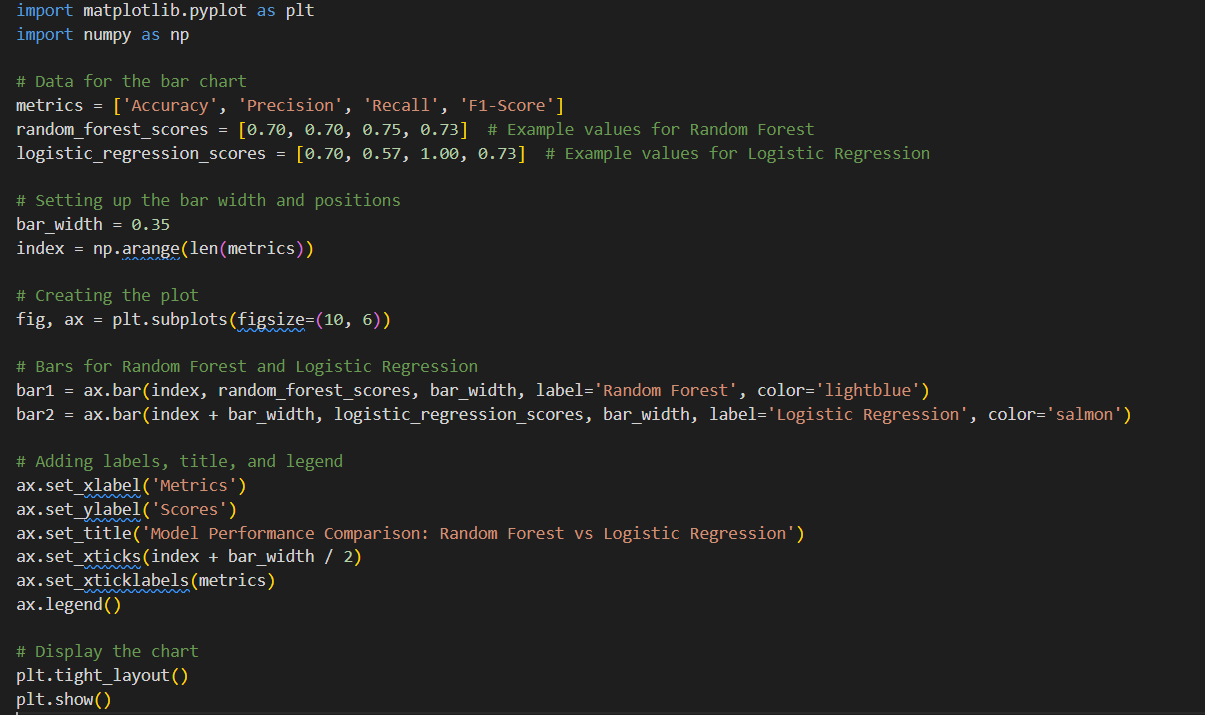 import matplotlib.pyplot as plt
import numpy as np
# Data for the bar chart
metrics = ['Accuracy', 'Precision', 'Recall', 'F1-Score']
random_forest_scores = [0.70, 0.70, 0.75, 0.73]  # Example values for Random Forest
logistic_regression_scores = [0.70, 0.57, 1.00, 0.73]  # Example values for Logistic Regression
# Setting up the bar width and positions
bar_width = 0.35
index = np.arange(len(metrics))
# Creating the plot
fig, ax = plt.subplots(figsize=(10, 6))
# Bars for Random Forest and Logistic Regression
bar1 = ax.bar(index, random_forest_scores, bar_width, label='Random Forest', color='lightblue')
bar2 = ax.bar(index + bar_width, logistic_regression_scores, bar_width, label='Logistic Regression', color='salmon')
# Adding labels, title, and legend
ax.set_xlabel('Metrics')
ax.set_ylabel('Scores')
ax.set_title('Model Performance Comparison: Random Forest vs Logistic Regression')
ax.set_xticks(index + bar_width / 2)
ax.set_xticklabels(metrics)
ax.legend()
# Display the chart
plt.tight_layout()
plt.show()